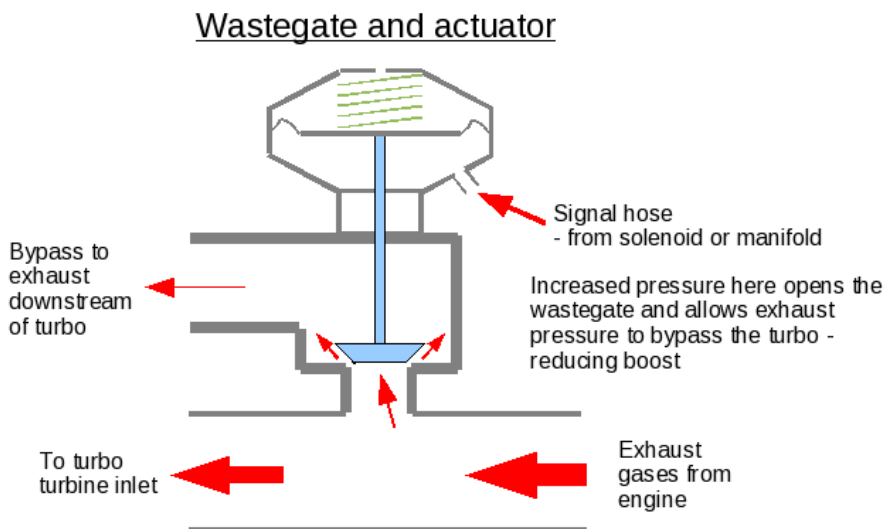 Wastegate and actuator
Signal hose
- from solenoid or manifold
Bypass to
exhaust
downstream
of turbo
Increased pressure here opens the
wastegate and allows exhaust
pressure to bypass the turbo -
reducing boost
To turbo
turbine inlet
Exhaust
gases from
engine